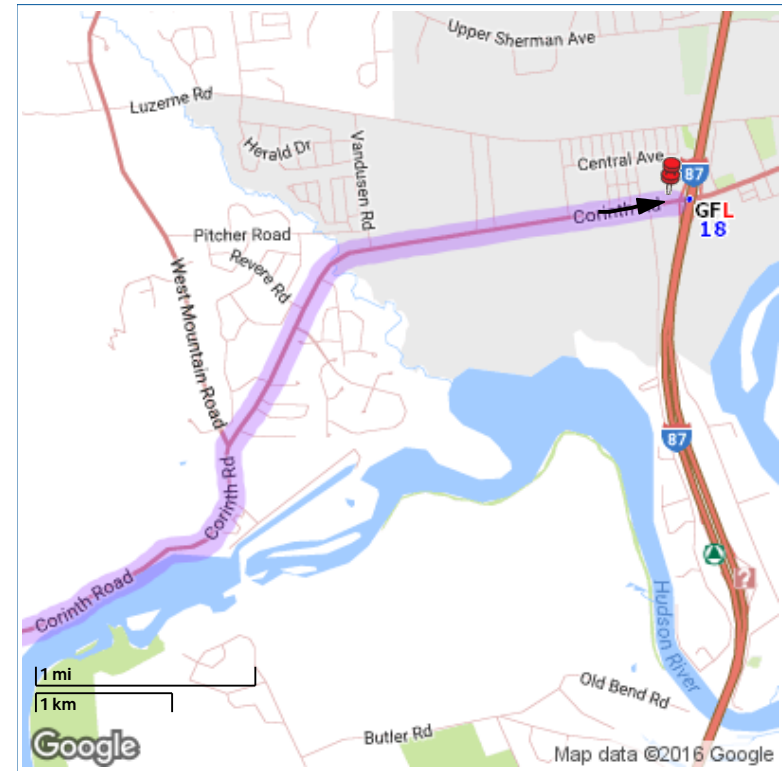 Upper Sherman Ave
Luzerne Rd
Herald Dr
Vandusen Rd
Central Ave
87
Corinth Rd
GFL
18
Pitcher Road
Revere Rd
West Mountain Road
87
Corinth Rd
?
Corinth Road
Hudson River
1 mi
1 km
Old Bend Rd
Butler Rd
Google
Map data ©2016 Google